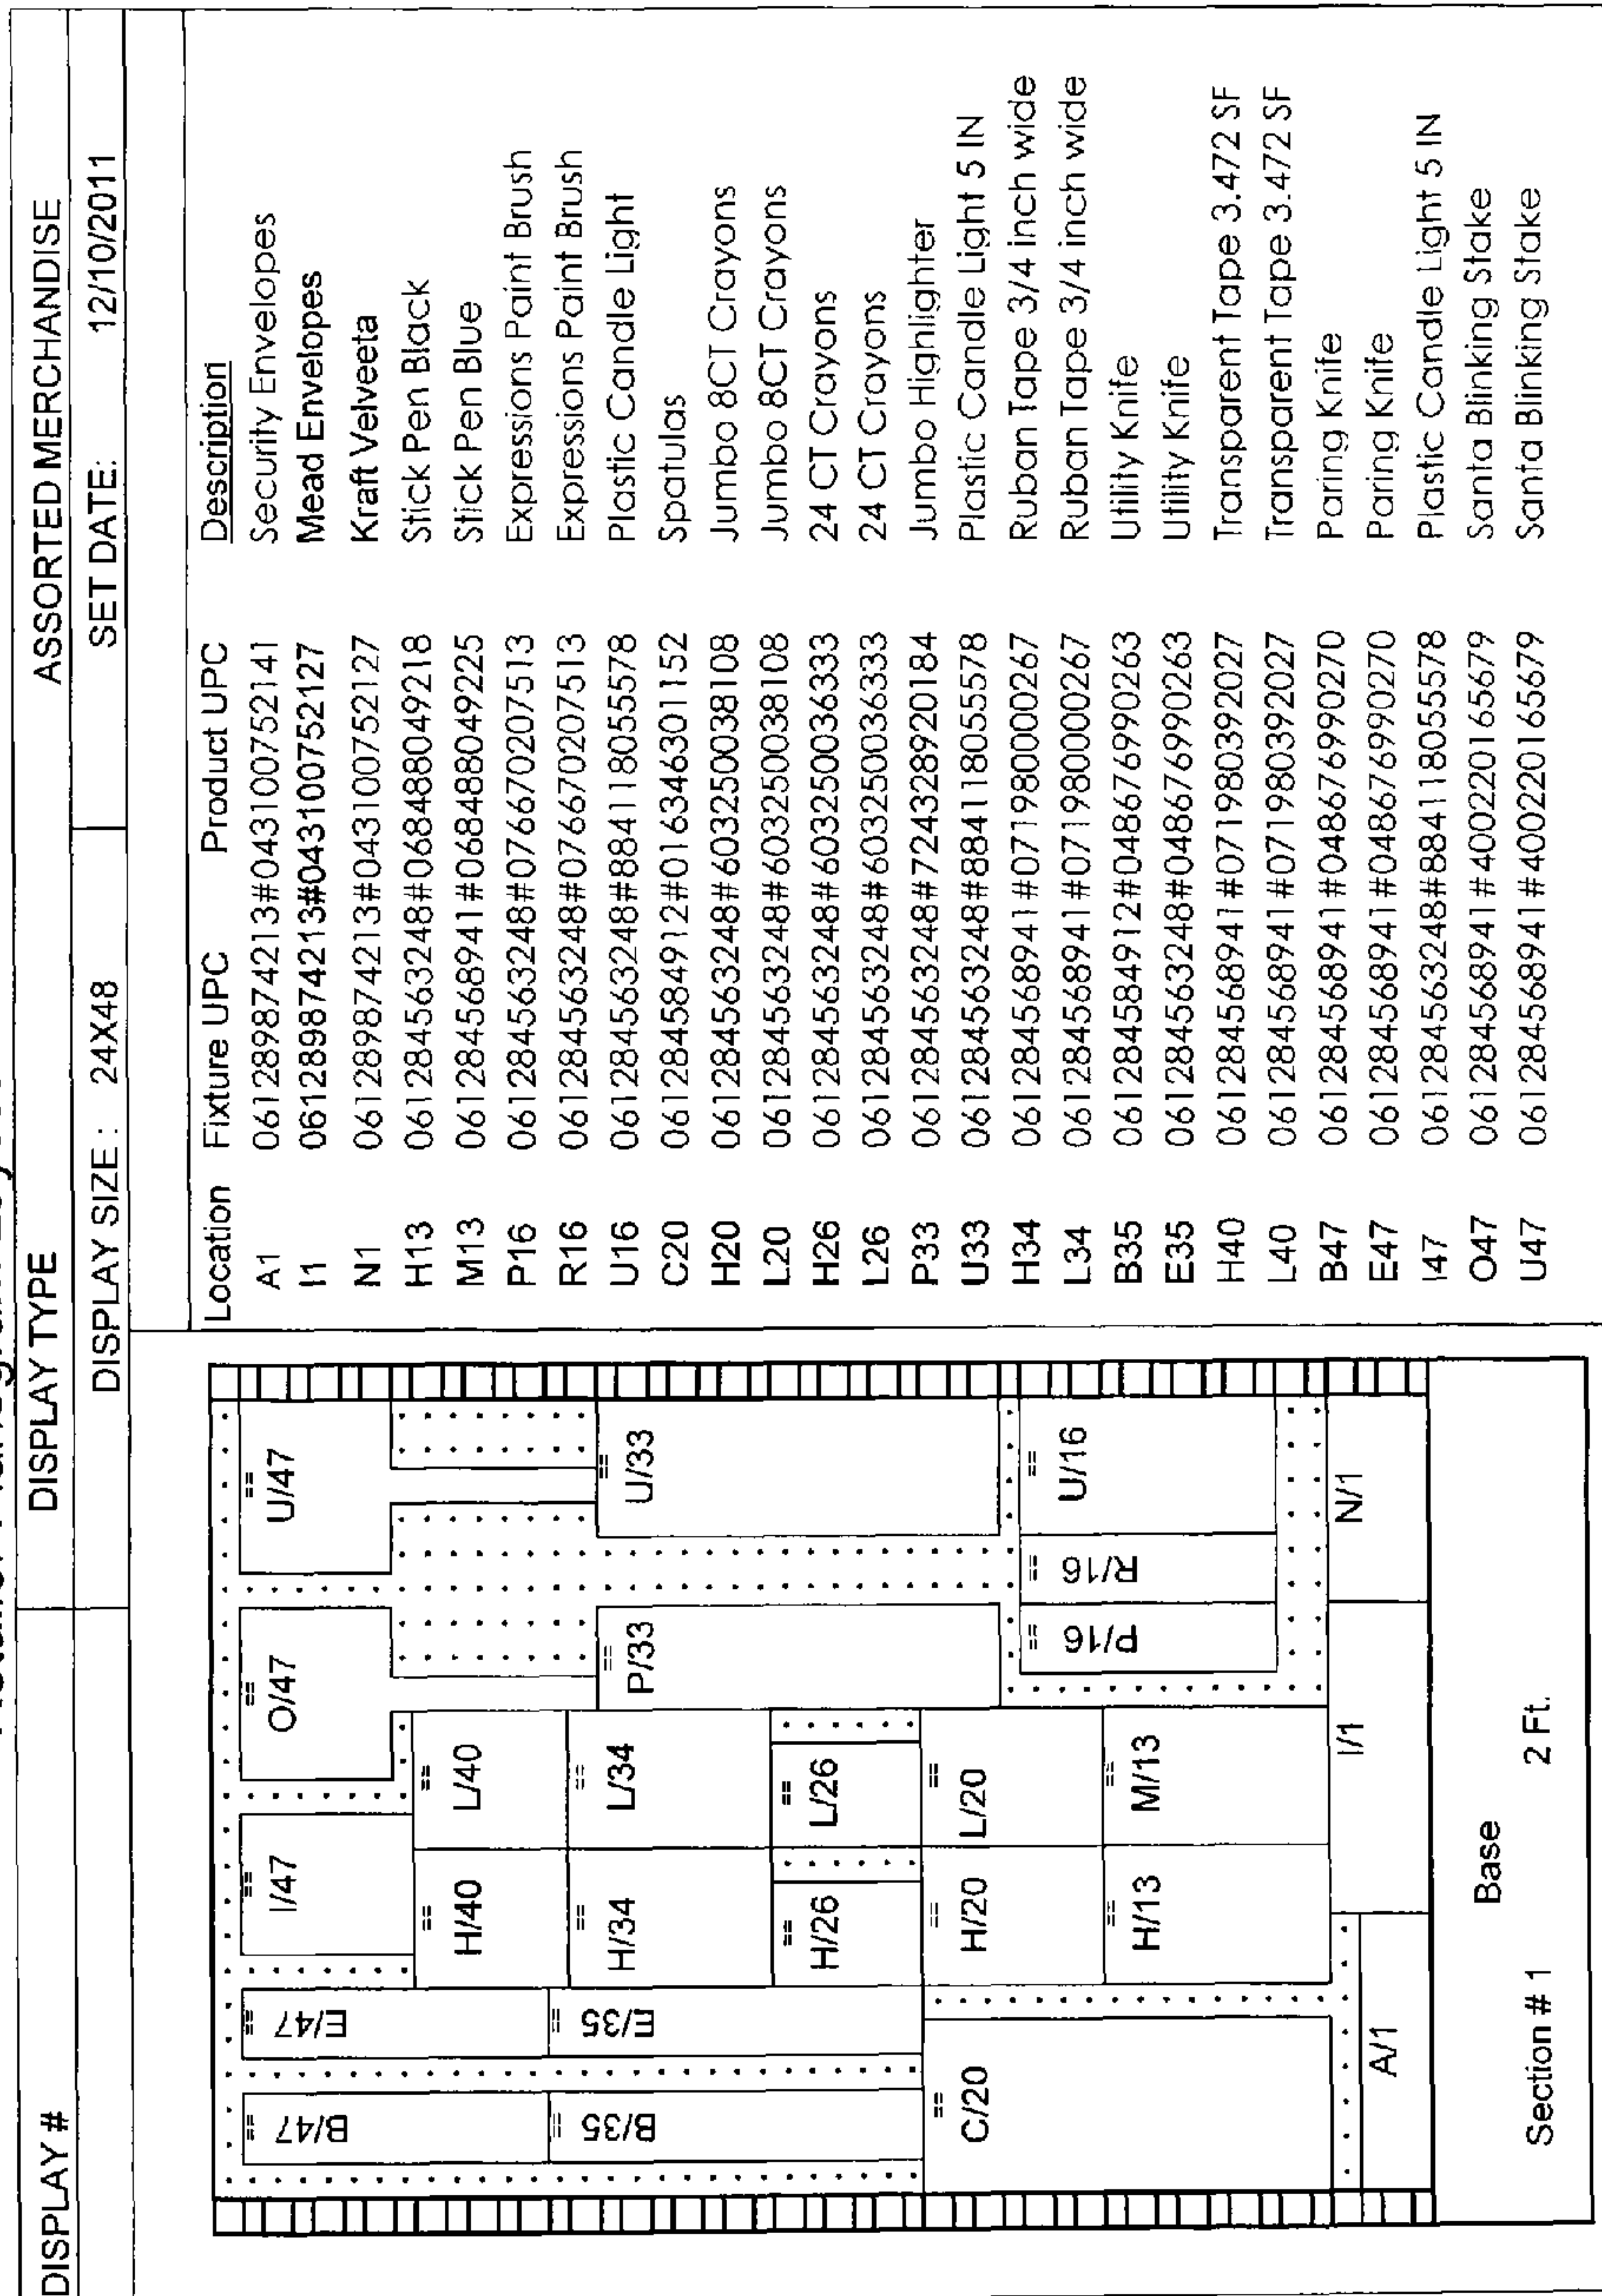 DISPLAY # DISPLAY TYPE ASSORTED MERCHANDISE
DISPLAY SIZE : 24X48 SET DATE: 12/10/2011
Location Fixture UPC Product UPC Description
A1 061289874213#043100752141 Security Envelopes
I1 061289874213#043100752127 Mead Envelopes
N1 061289874213#043100752127 Kraft Velveeta
H13 061284563248#068488049218 Stick Pen Black
M13 061284568941#068488049225 Stick Pen Blue
P16 061284563248#076670207513 Expressions Paint Brush
R16 061284563248#076670207513 Expressions Paint Brush
U16 061284563248#884118055578 Plastic Candle Light
C20 061284584912#016346301152 Spatulas
H20 061284563248#603250038108 Jumbo 8CT Crayons
L20 061284563248#603250038108 Jumbo 8CT Crayons
H26 061284563248#603250036333 24 CT Crayons
L26 061284563248#603250036333 24 CT Crayons
P33 061284563248#724328920184 Jumbo Highlighter
U33 061284563248#884118055578 Plastic Candle Light 5 IN
H34 061284568941#071980000267 Ruban Tape 3/4 inch wide
L34 061284568941#071980000267 Ruban Tape 3/4 inch wide
B35 061284584912#048676990263 Utility Knife
E35 061284563248#048676990263 Utility Knife
H40 061284568941#071980392027 Transparent Tape 3.472 SF
L40 061284568941#071980392027 Transparent Tape 3.472 SF
B47 061284568941#048676990270 Paring Knife
E47 061284568941#048676990270 Paring Knife
I47 061284563248#884118055578 Plastic Candle Light 5 IN
O47 061284568941#400220165679 Santa Blinking Stake
U47 061284568941#400220165679 Santa Blinking Stake
B/47 E/47 I/47 O/47 U/47
H/40 L/40
B/35 E/35 H/34 L/34 P/33 U/33
H/26 L/26
C/20 H/20 L/20
H/13 M/13 P/16 R/16 U/16
A/1 I/1 N/1
Base
Section # 1 2 Ft.